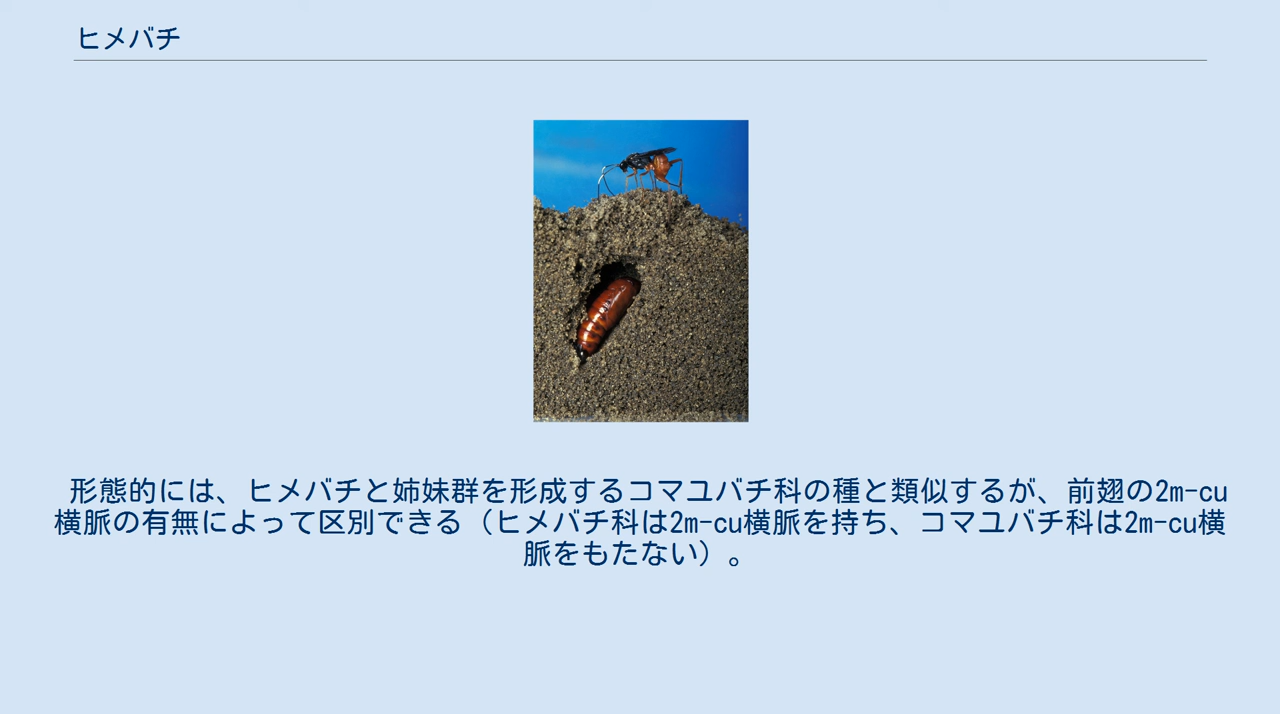 ヒメバチ
形態的には、ヒメバチと姉妹群を形成するコマユバチ科の種と類似するが、前翅の2m-cu
横脈の有無によって区別できる（ヒメバチ科は2m-cu横脈を持ち、コマユバチ科は2m-cu横
脈をもたない）。